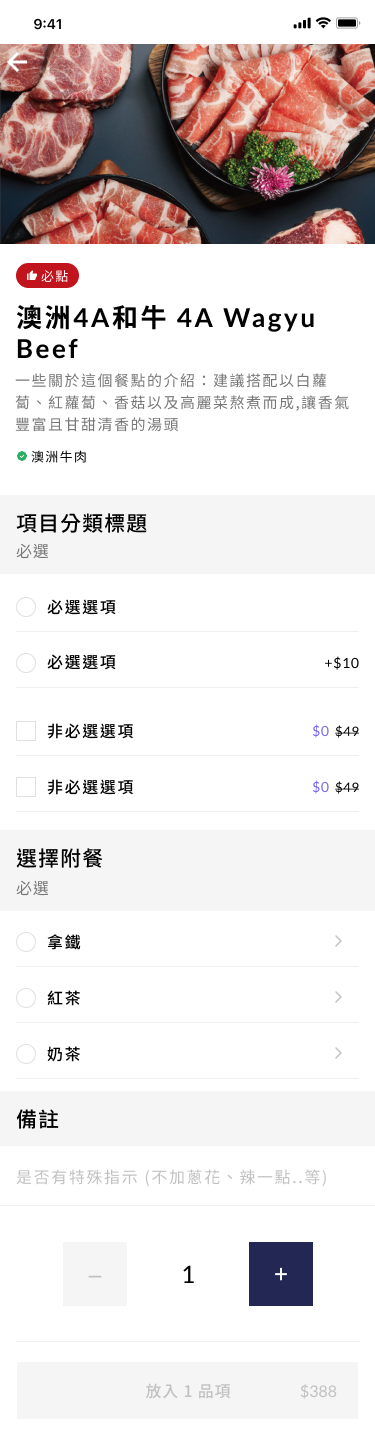 9:41
必點
澳洲4A和牛 4A Wagyu
Beef
一些關於這個餐點的介紹：建議搭配以白蘿
蔔、紅蘿蔔、香菇以及高麗菜熬煮而成,讓香氣
豐富且甘甜清香的湯頭
澳洲牛肉
項目分類標題
必選
必選選項
必選選項 +$10
非必選選項 $0 $49
非必選選項 $0 $49
選擇附餐
必選
拿鐵
紅茶
奶茶
備註
是否有特殊指示 (不加蔥花、辣一點..等)
– 1 +
放入 1 品項 $388